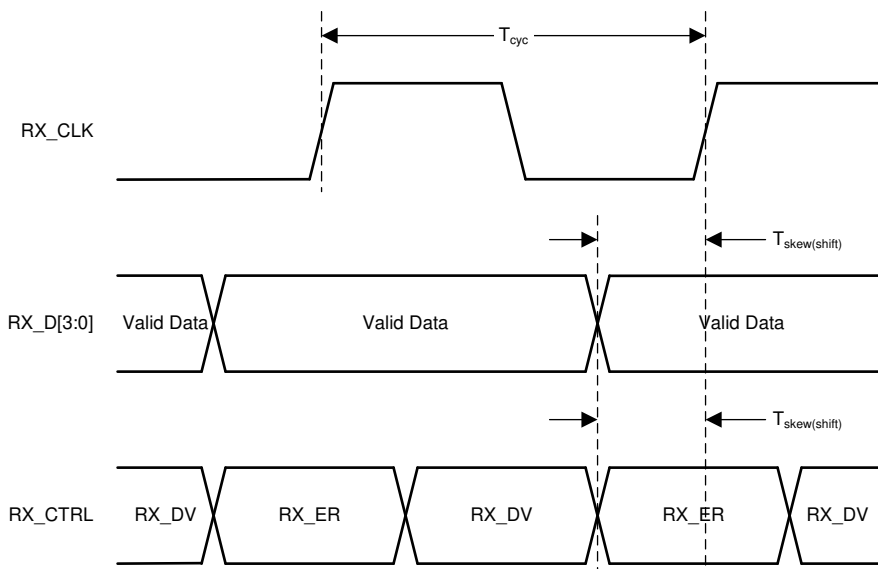 T_cyc
RX_CLK
T_skew(shift)
RX_D[3:0] Valid Data Valid Data Valid Data
T_skew(shift)
RX_CTRL RX_DV RX_ER RX_DV RX_ER RX_DV